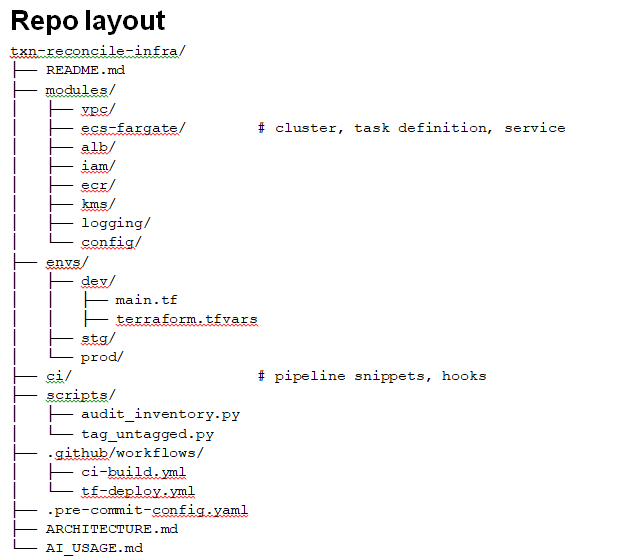 Repo layout
txn-reconcile-infra/
├── README.md
├── modules/
│   ├── vpc/
│   ├── ecs-fargate/        # cluster, task definition, service
│   ├── alb/
│   ├── iam/
│   ├── ecr/
│   ├── kms/
│   ├── logging/
│   └── config/
├── envs/
│   ├── dev/
│   │   ├── main.tf
│   │   ├── terraform.tfvars
│   ├── stg/
│   └── prod/
├── ci/                     # pipeline snippets, hooks
├── scripts/
│   ├── audit_inventory.py
│   └── tag_untagged.py
├── .github/workflows/
│   ├── ci-build.yml
│   └── tf-deploy.yml
├── .pre-commit-config.yaml
├── ARCHITECTURE.md
└── AI_USAGE.md